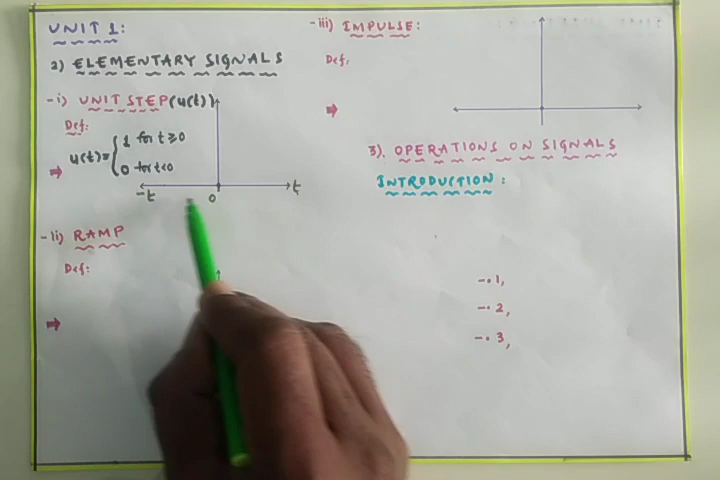 UNIT 1:
2) ELEMENTARY SIGNALS
-i) UNIT STEP (u(t))
Def:
u(t)= { 1 for t≥0
0 for t<0
-t 0 t
-ii) RAMP
Def:
-iii) IMPULSE:
Def:
3). OPERATIONS ON SIGNALS
INTRODUCTION:
-. 1,
-. 2,
-. 3,